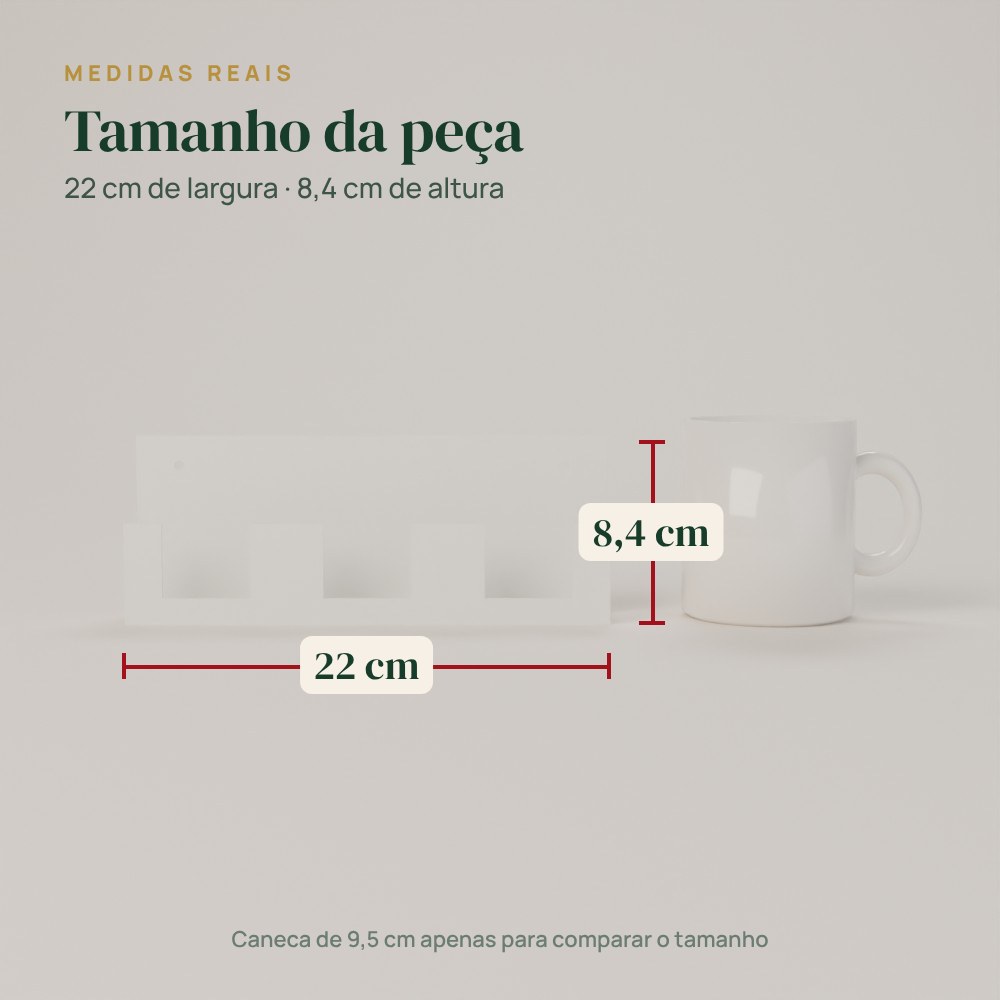 MEDIDAS REAIS
Tamanho da peça
22 cm de largura · 8,4 cm de altura
8,4 cm
22 cm
Caneca de 9,5 cm apenas para comparar o tamanho